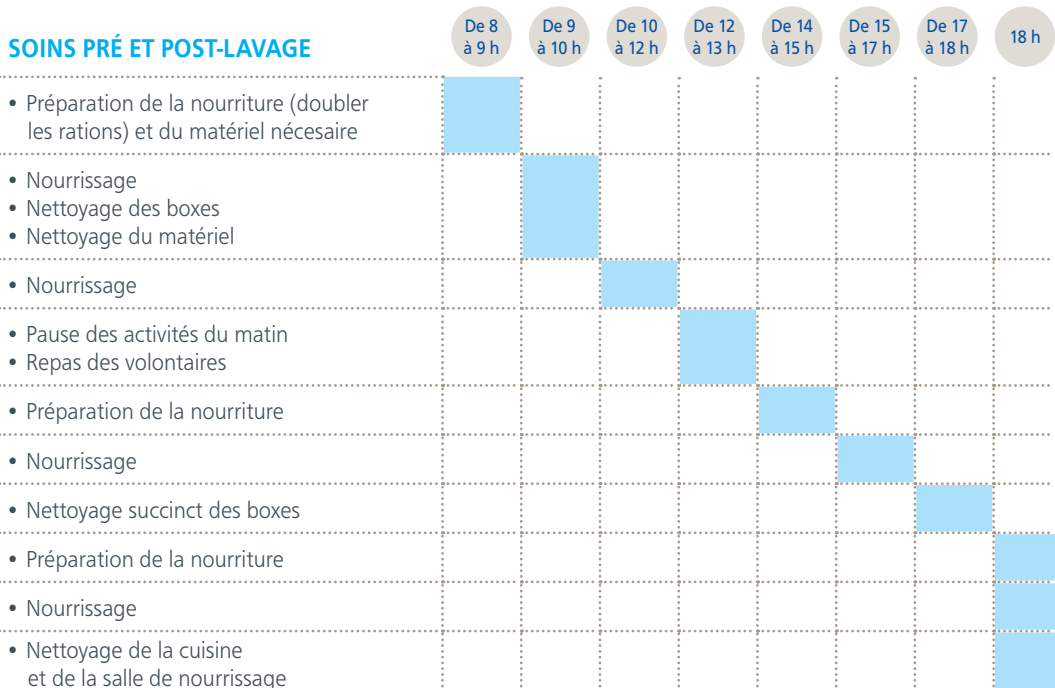 SOINS PRÉ ET POST-LAVAGE
De 8
à 9 h
De 9
à 10 h
De 10
à 12 h
De 12
à 13 h
De 14
à 15 h
De 15
à 17 h
De 17
à 18 h
18 h
• Préparation de la nourriture (doubler
les rations) et du matériel nécesaire
• Nourrissage
• Nettoyage des boxes
• Nettoyage du matériel
• Nourrissage
• Pause des activités du matin
• Repas des volontaires
• Préparation de la nourriture
• Nourrissage
• Nettoyage succinct des boxes
• Préparation de la nourriture
• Nourrissage
• Nettoyage de la cuisine
et de la salle de nourrissage